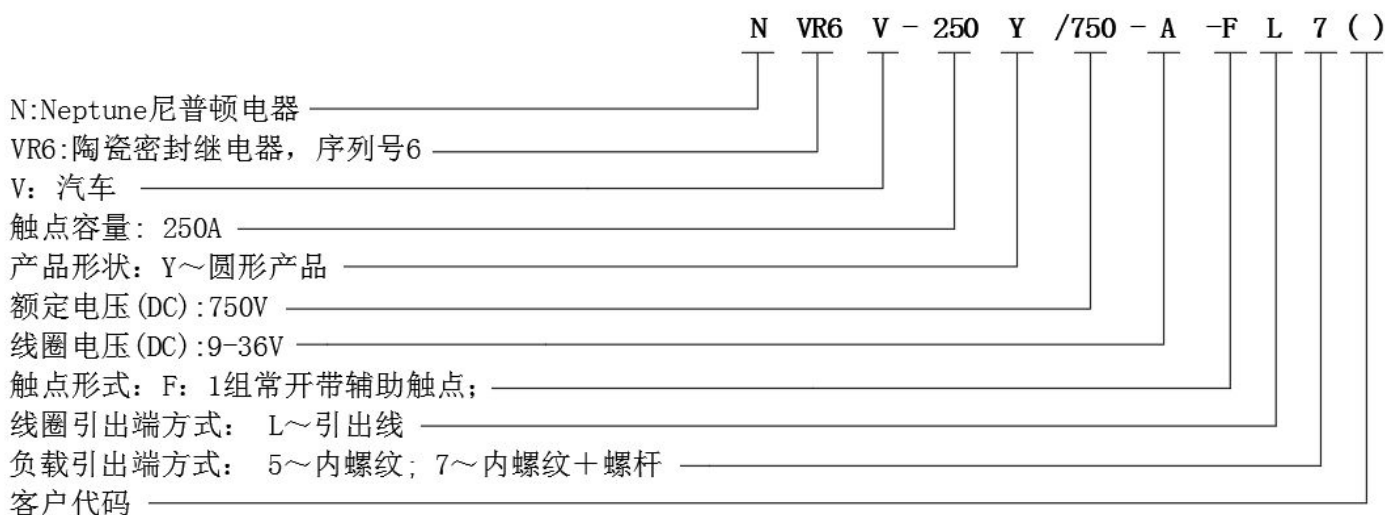 N VR6 V - 250 Y /750 - A -F L 7 ( )
N:Neptune尼普顿电器
VR6:陶瓷密封继电器，序列号6
V：汽车
触点容量: 250A
产品形状：Y～圆形产品
额定电压(DC):750V
线圈电压(DC):9-36V
触点形式：F：1组常开带辅助触点；
线圈引出端方式： L～引出线
负载引出端方式： 5～内螺纹; 7～内螺纹＋螺杆
客户代码